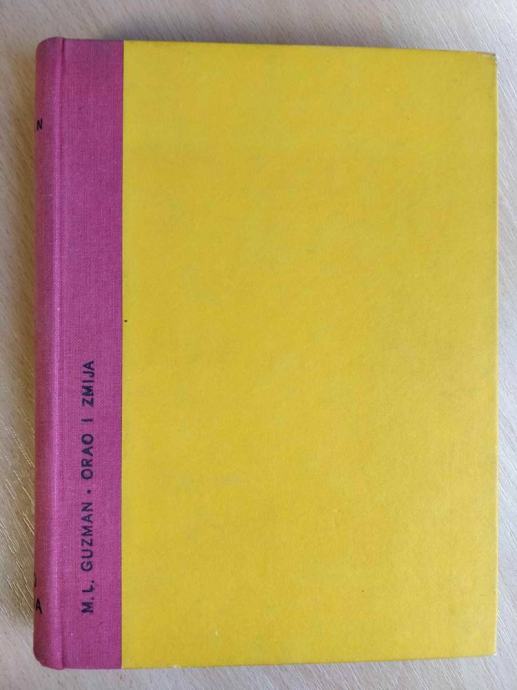 M. L. GUZMAN • ORAO I ZMIJA